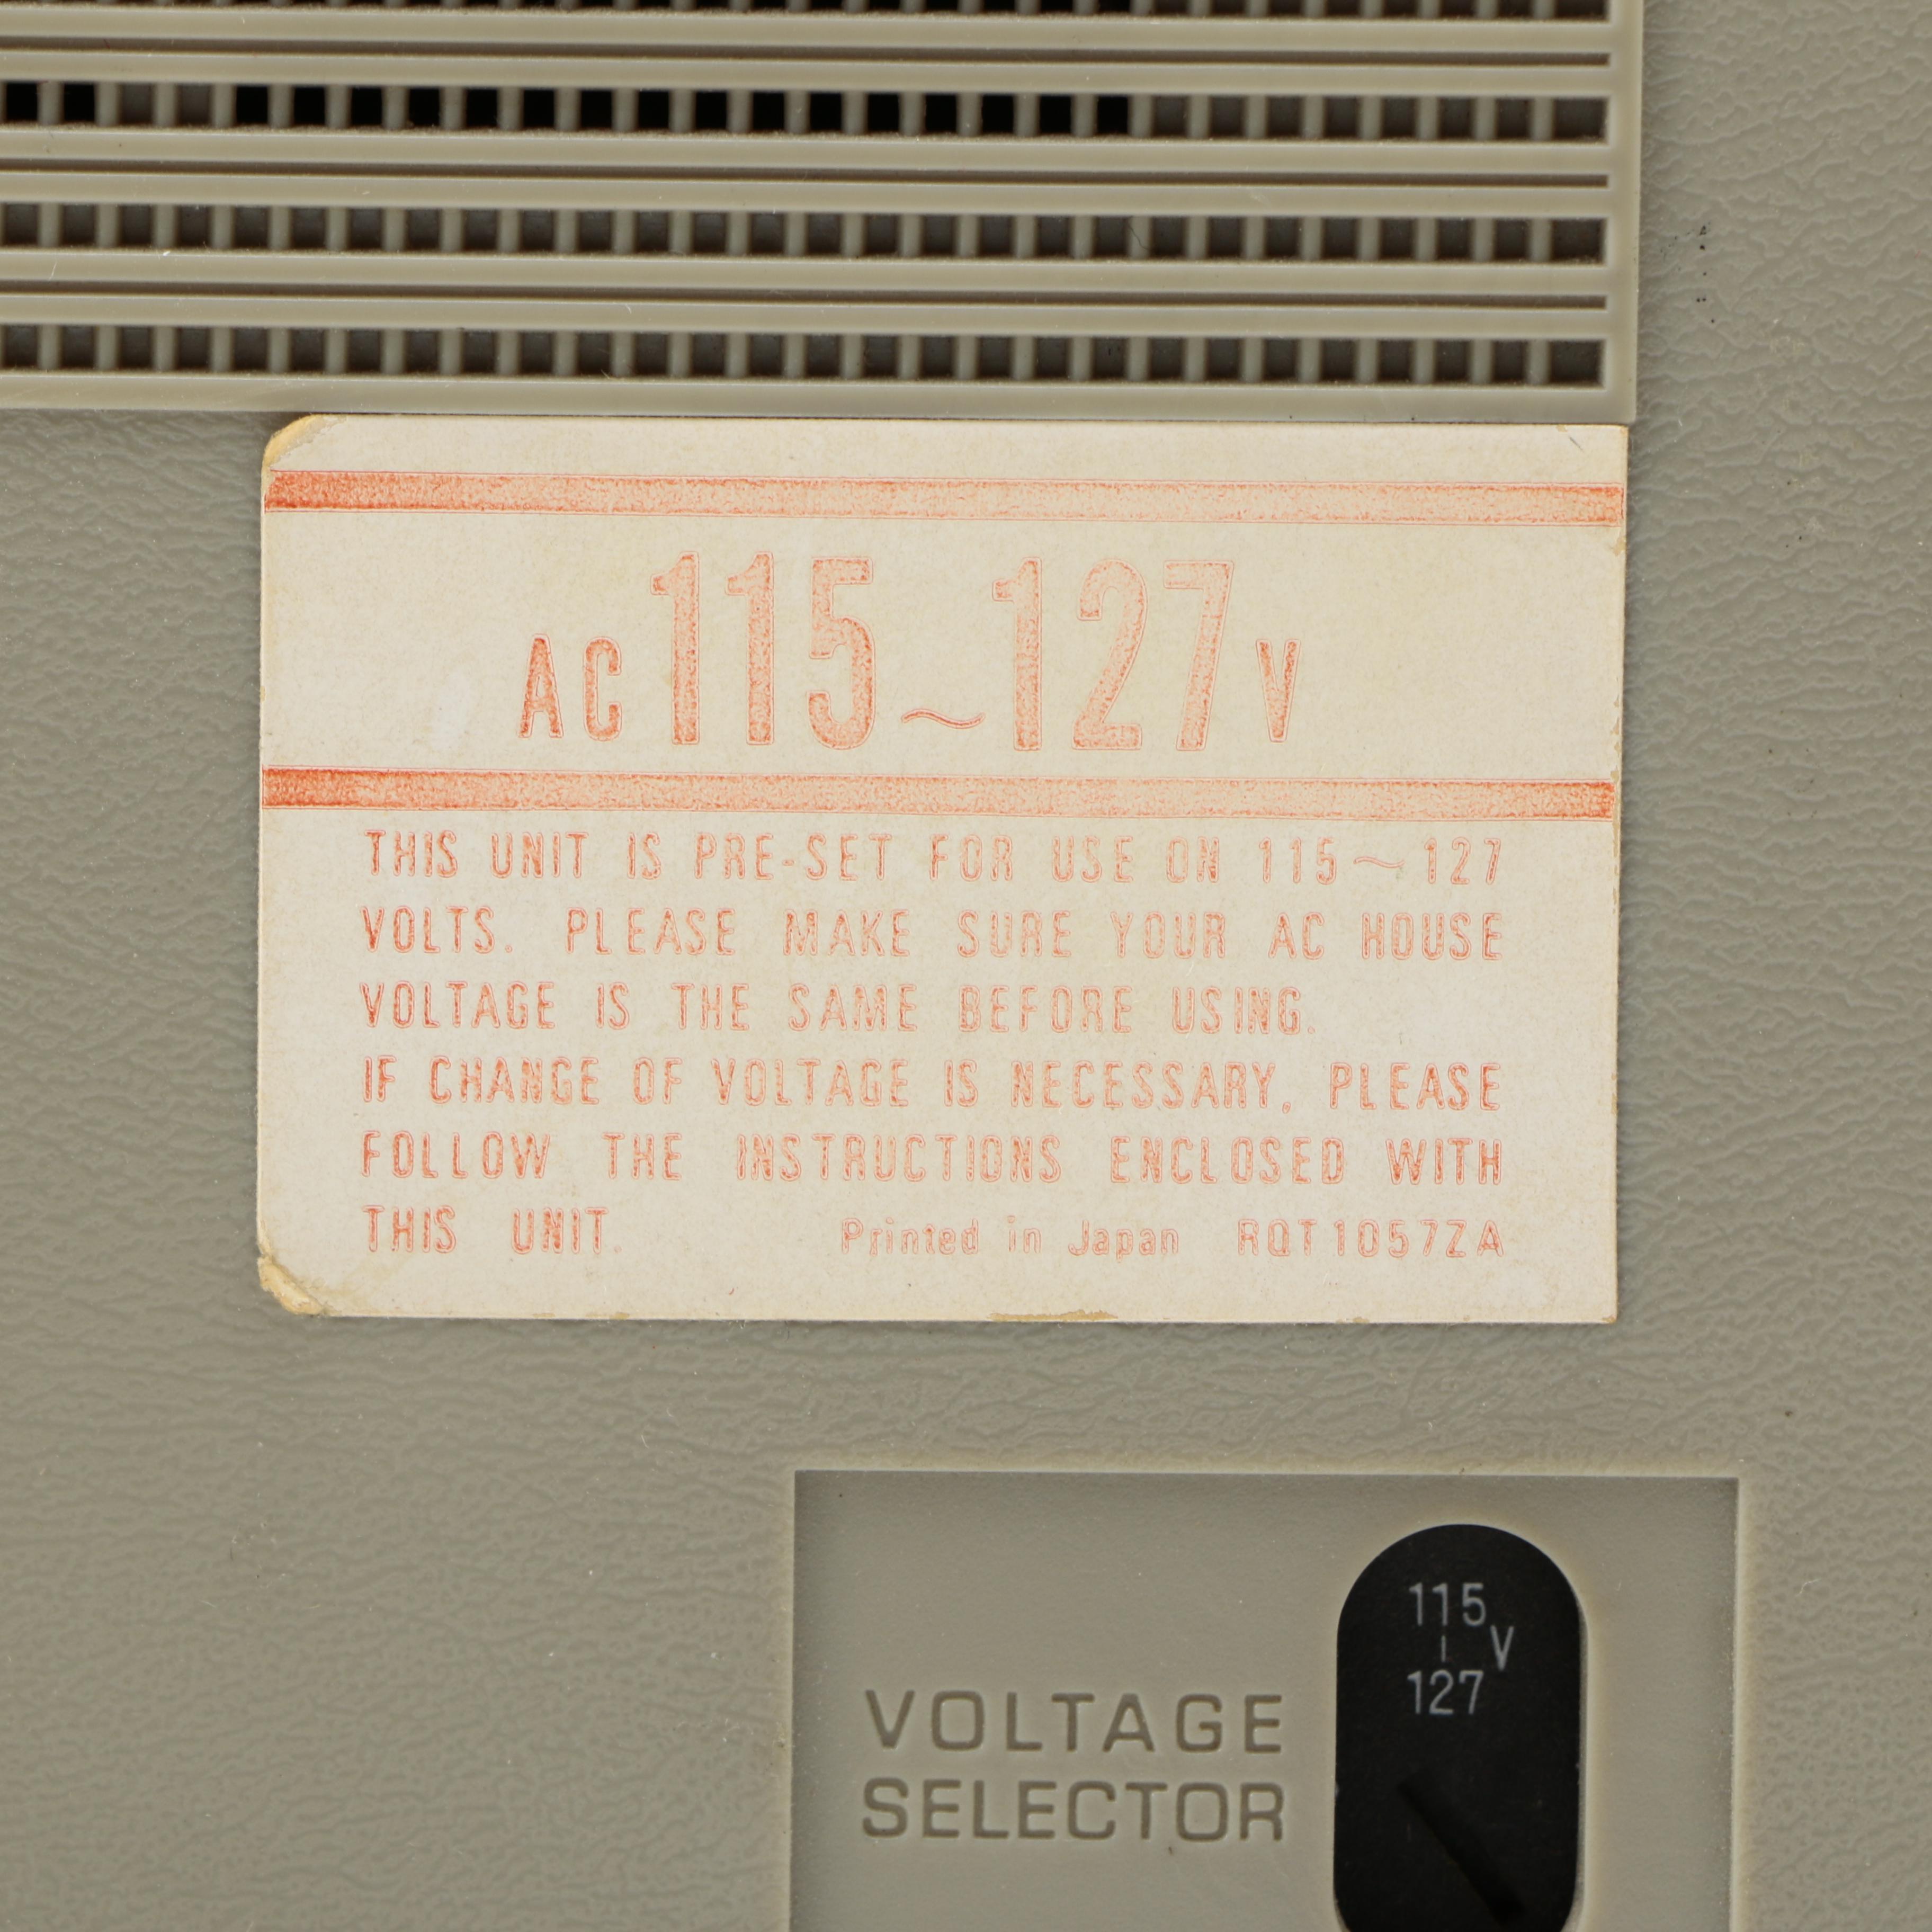 AC 115~127 V
THIS UNIT IS PRE-SET FOR USE ON 115~127
VOLTS. PLEASE MAKE SURE YOUR AC HOUSE
VOLTAGE IS THE SAME BEFORE USING.
IF CHANGE OF VOLTAGE IS NECESSARY, PLEASE
FOLLOW THE INSTRUCTIONS ENCLOSED WITH
THIS UNIT. Printed in Japan RQT1057ZA
115
| V
127
VOLTAGE
SELECTOR